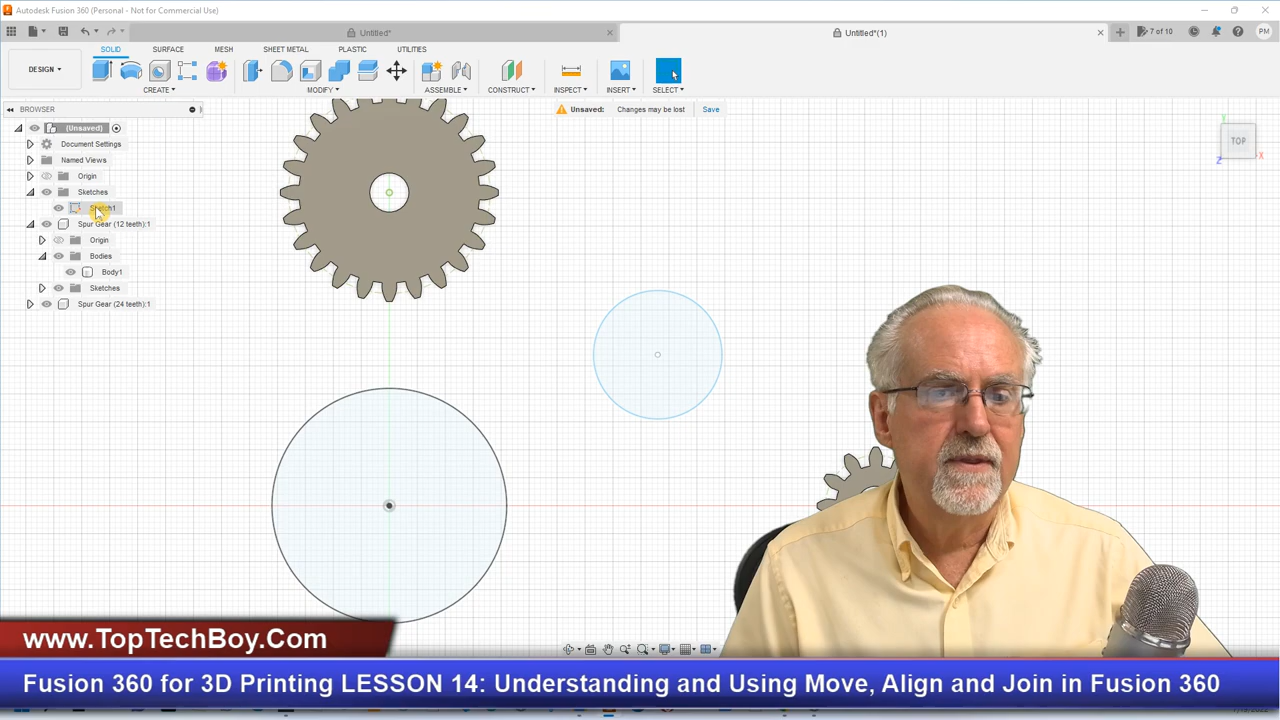 Autodesk Fusion 360 (Personal - Not for Commercial Use)
Untitled*
Untitled*(1)
7 of 10
PM
DESIGN
SOLID
SURFACE
MESH
SHEET METAL
PLASTIC
UTILITIES
CREATE
MODIFY
ASSEMBLE
CONSTRUCT
INSPECT
INSERT
SELECT
BROWSER
Unsaved: Changes may be lost Save
(Unsaved)
Document Settings
Named Views
Origin
Sketches
Sketch1
Spur Gear (12 teeth):1
Origin
Bodies
Body1
Sketches
Spur Gear (24 teeth):1
TOP
X
Z
www.TopTechBoy.Com
Fusion 360 for 3D Printing LESSON 14: Understanding and Using Move, Align and Join in Fusion 360